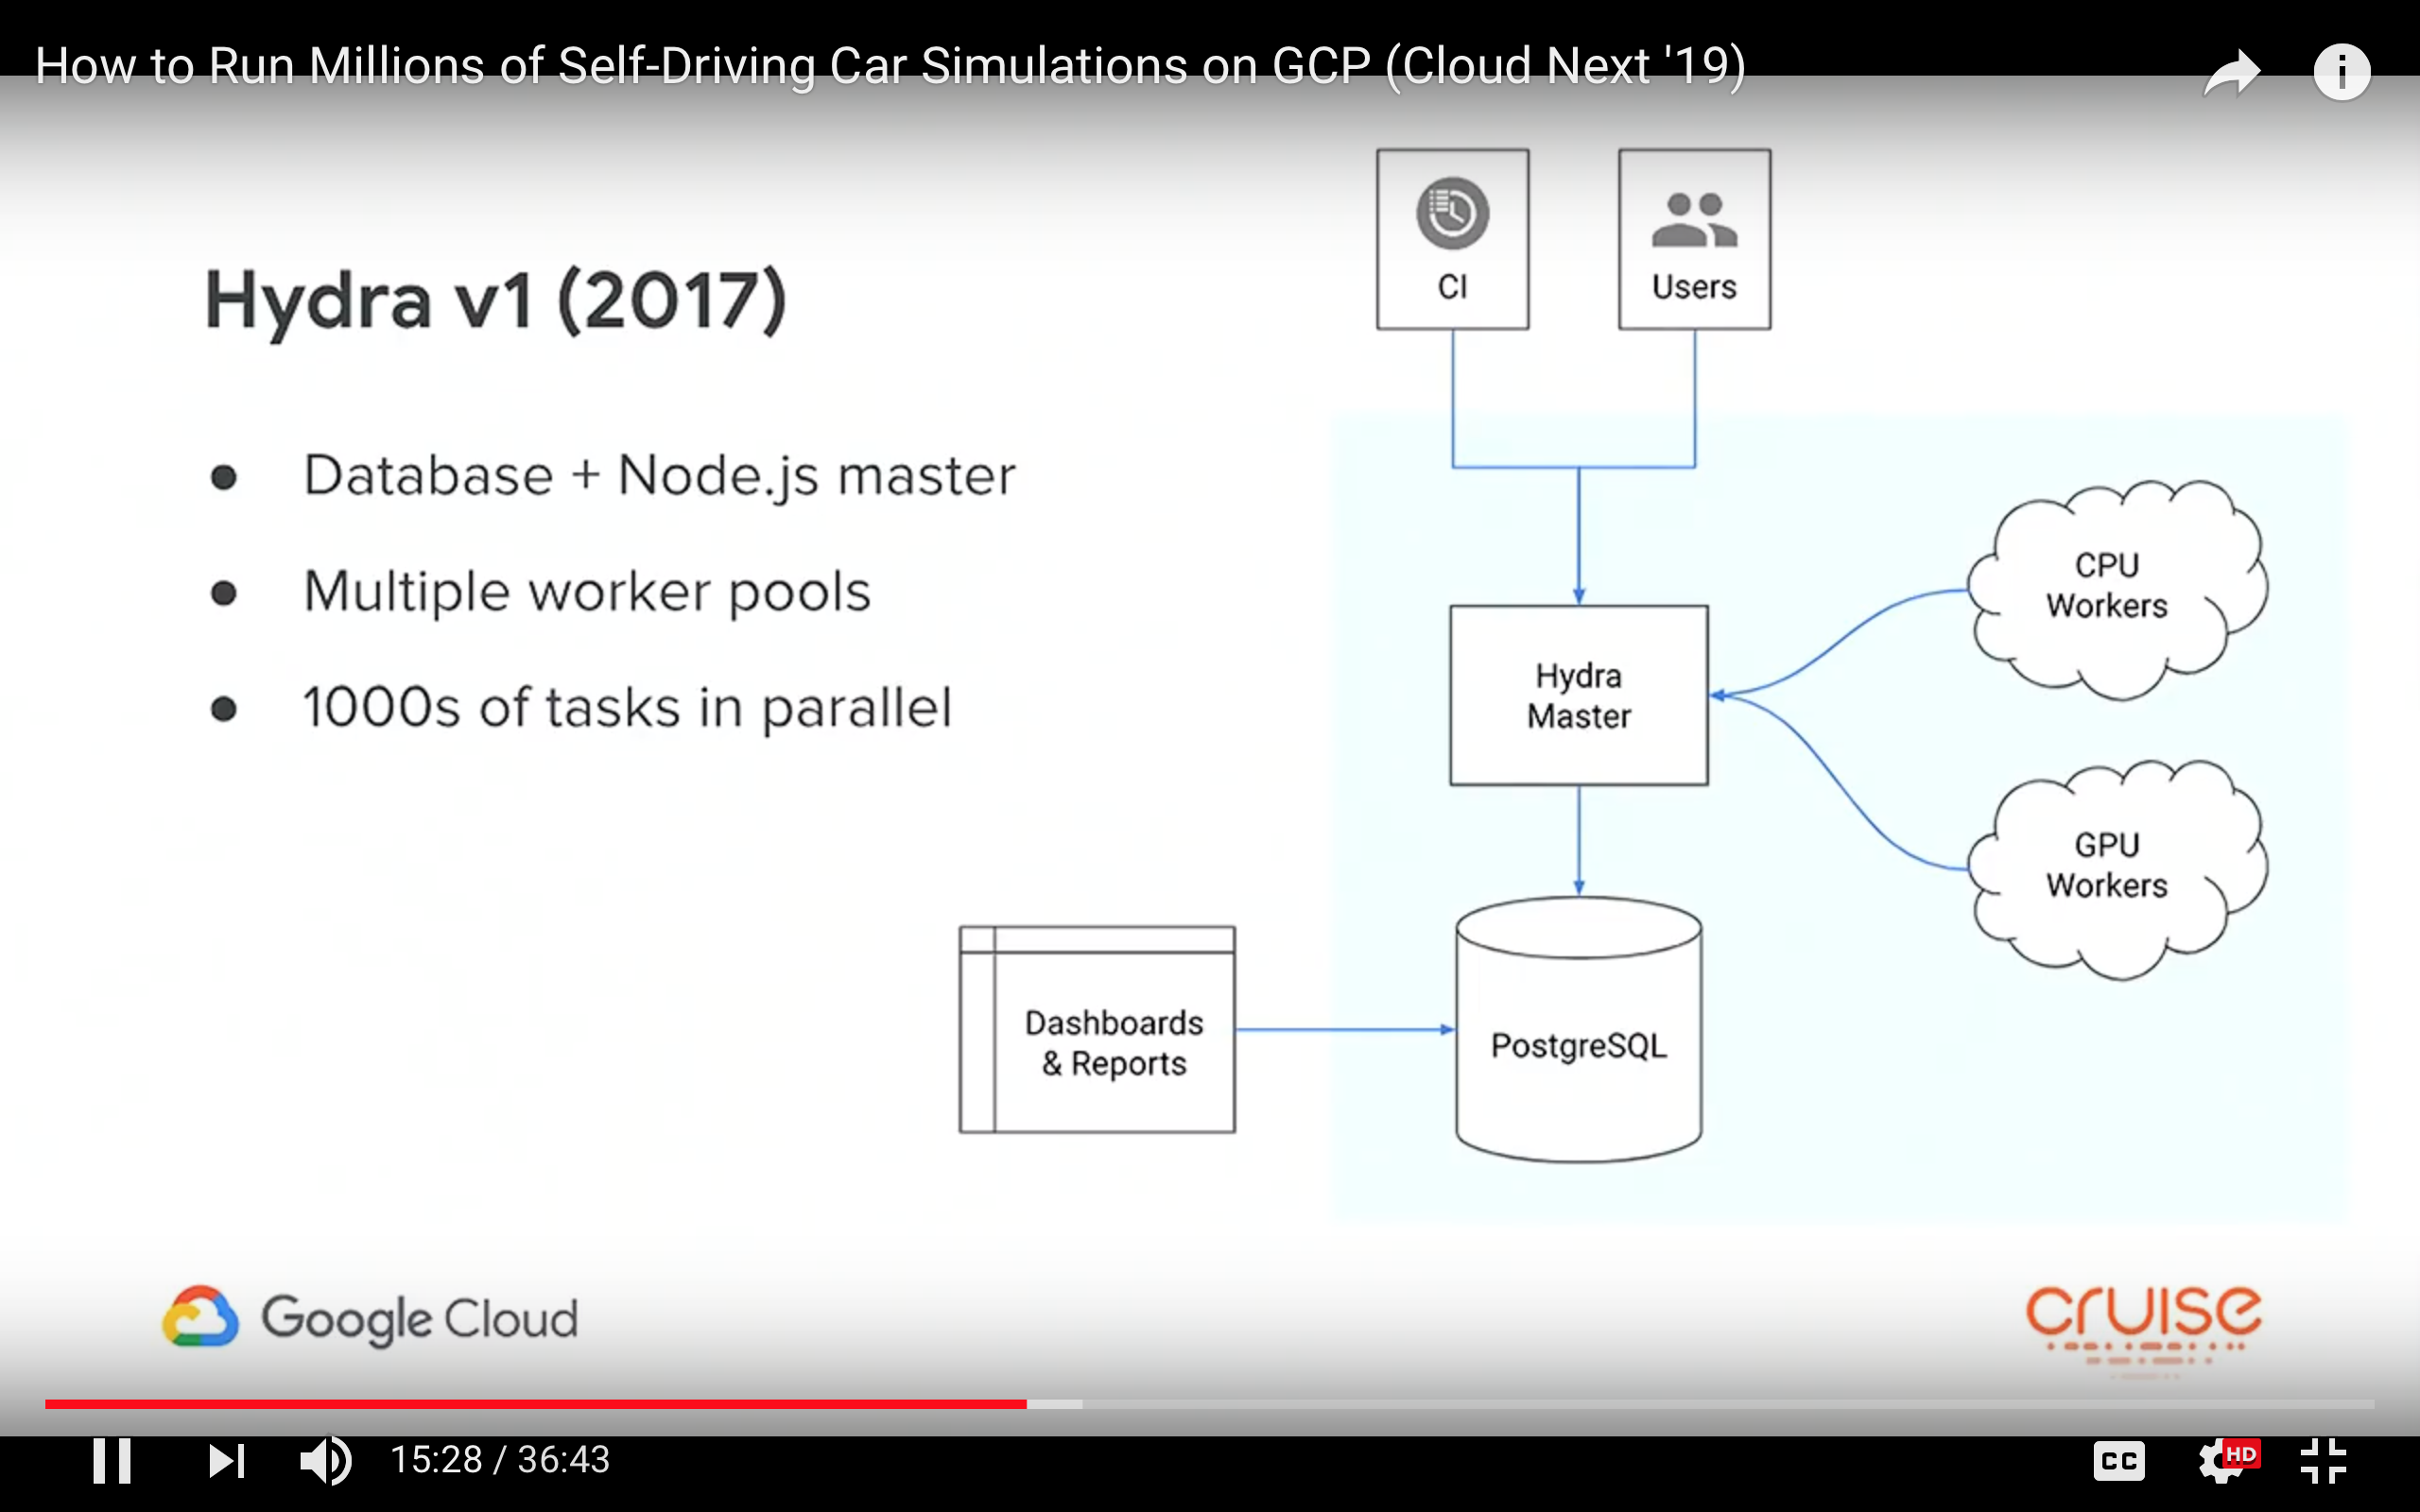 How to Run Millions of Self-Driving Car Simulations on GCP (Cloud Next '19)
Hydra v1 (2017)
Database + Node.js master
Multiple worker pools
1000s of tasks in parallel
CI
Users
Hydra
Master
CPU
Workers
GPU
Workers
Dashboards
& Reports
PostgreSQL
Google Cloud
cruise
15:28 / 36:43
CC
HD